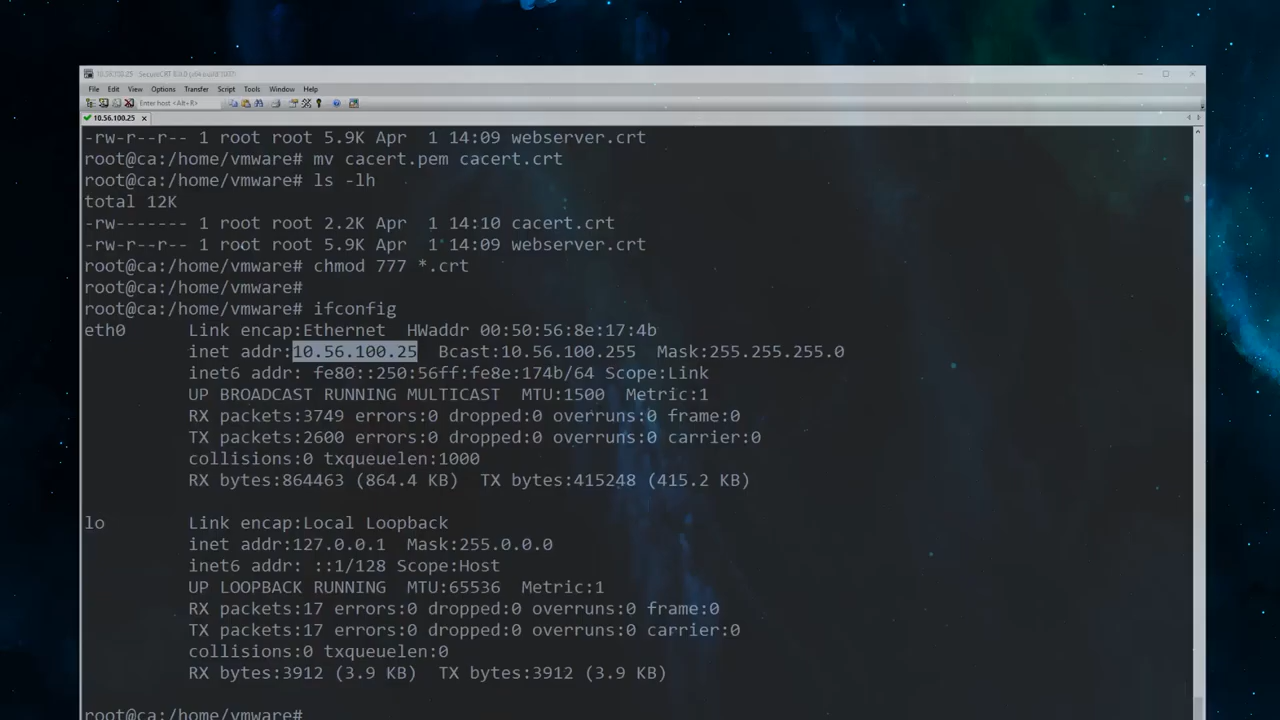 10.56.100.25 - SecureCRT
File Edit View Options Transfer Script Tools Window Help
Enter host <Alt+R>
10.56.100.25
-rw-r--r-- 1 root root 5.9K Apr  1 14:09 webserver.crt
root@ca:/home/vmware# mv cacert.pem cacert.crt
root@ca:/home/vmware# ls -lh
total 12K
-rw------- 1 root root 2.2K Apr  1 14:10 cacert.crt
-rw-r--r-- 1 root root 5.9K Apr  1 14:09 webserver.crt
root@ca:/home/vmware# chmod 777 *.crt
root@ca:/home/vmware#
root@ca:/home/vmware# ifconfig
eth0      Link encap:Ethernet  HWaddr 00:50:56:8e:17:4b
          inet addr:10.56.100.25  Bcast:10.56.100.255  Mask:255.255.255.0
          inet6 addr: fe80::250:56ff:fe8e:174b/64 Scope:Link
          UP BROADCAST RUNNING MULTICAST  MTU:1500  Metric:1
          RX packets:3749 errors:0 dropped:0 overruns:0 frame:0
          TX packets:2600 errors:0 dropped:0 overruns:0 carrier:0
          collisions:0 txqueuelen:1000
          RX bytes:864463 (864.4 KB)  TX bytes:415248 (415.2 KB)
lo        Link encap:Local Loopback
          inet addr:127.0.0.1  Mask:255.0.0.0
          inet6 addr: ::1/128 Scope:Host
          UP LOOPBACK RUNNING  MTU:65536  Metric:1
          RX packets:17 errors:0 dropped:0 overruns:0 frame:0
          TX packets:17 errors:0 dropped:0 overruns:0 carrier:0
          collisions:0 txqueuelen:0
          RX bytes:3912 (3.9 KB)  TX bytes:3912 (3.9 KB)
root@ca:/home/vmware#